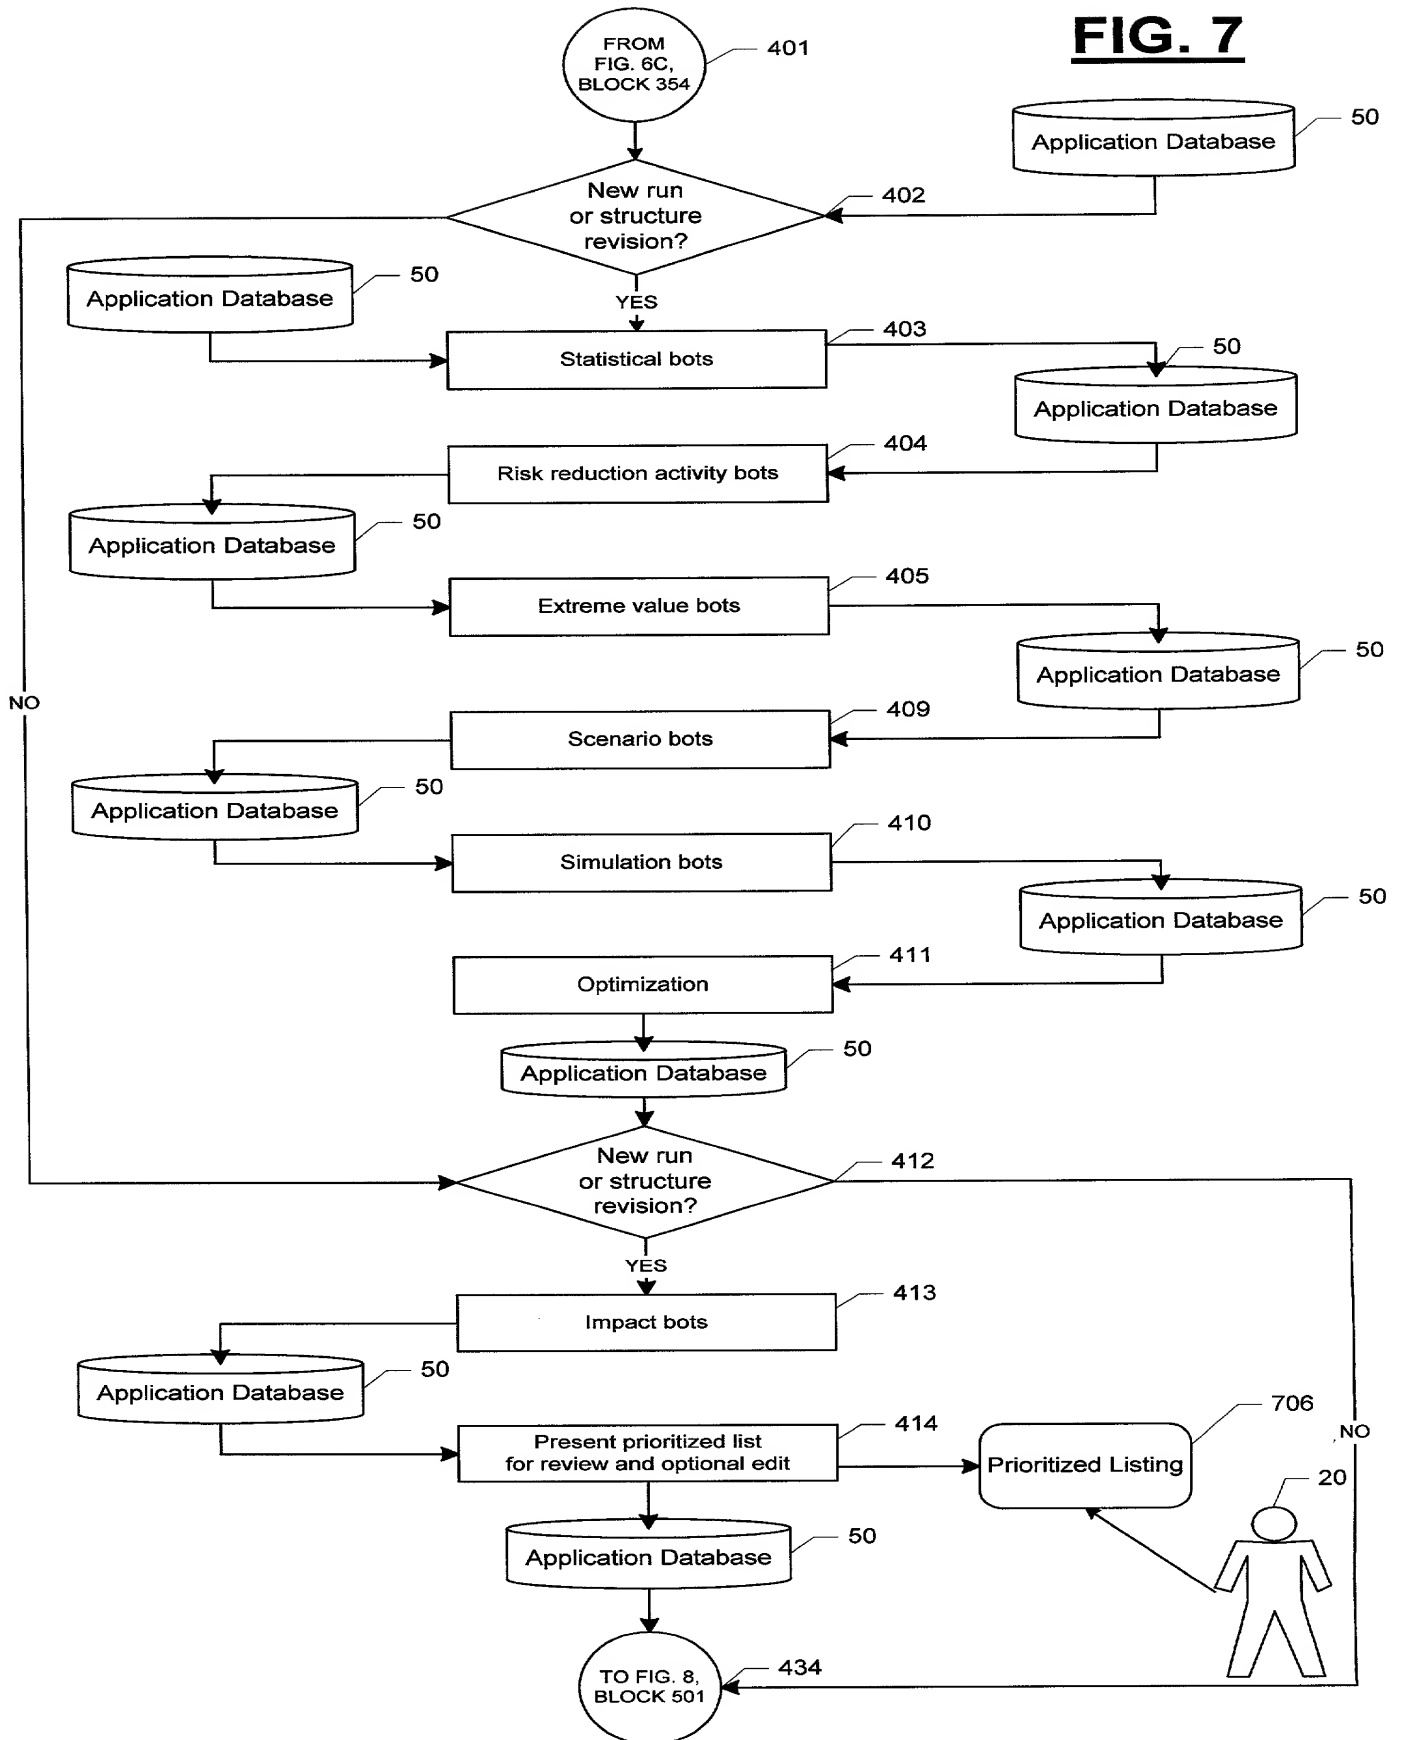 FIG. 7
FROM
FIG. 6C,
BLOCK 354
401
Application Database
50
New run
or structure
revision?
402
Application Database
50
YES
Statistical bots
403
50
Application Database
Risk reduction activity bots
404
Application Database
50
Extreme value bots
405
Application Database
50
NO
Scenario bots
409
Application Database
50
Simulation bots
410
Application Database
50
Optimization
411
Application Database
50
New run
or structure
revision?
412
YES
Impact bots
413
Application Database
50
Present prioritized list
for review and optional edit
414
Prioritized Listing
706
NO
20
Application Database
50
TO FIG. 8,
BLOCK 501
434